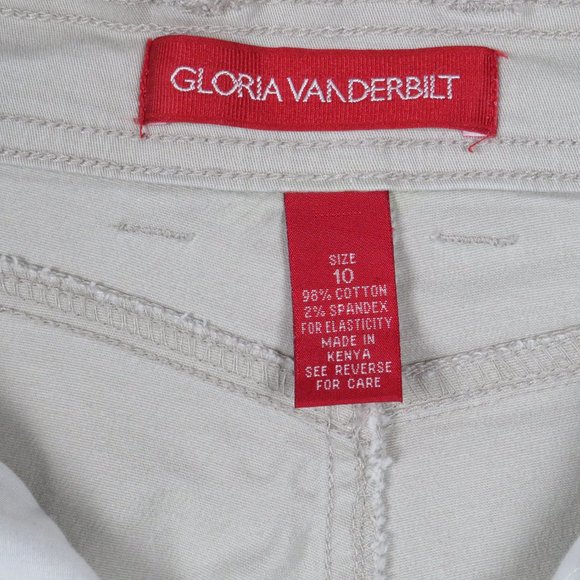 GLORIA VANDERBILT
SIZE
10
98% COTTON
2% SPANDEX
FOR ELASTICITY
MADE IN
KENYA
SEE REVERSE
FOR CARE